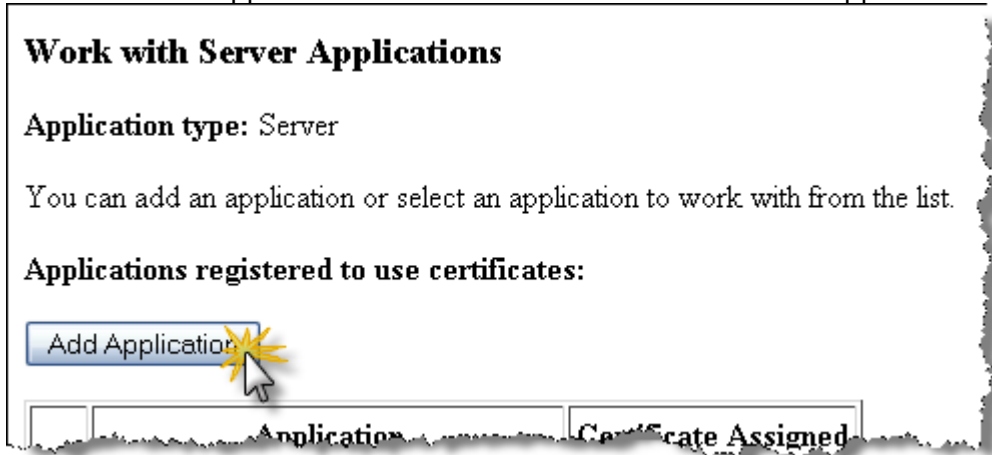 Work with Server Applications
Application type: Server
You can add an application or select an application to work with from the list.
Applications registered to use certificates:
Add Application
Application Certificate Assigned